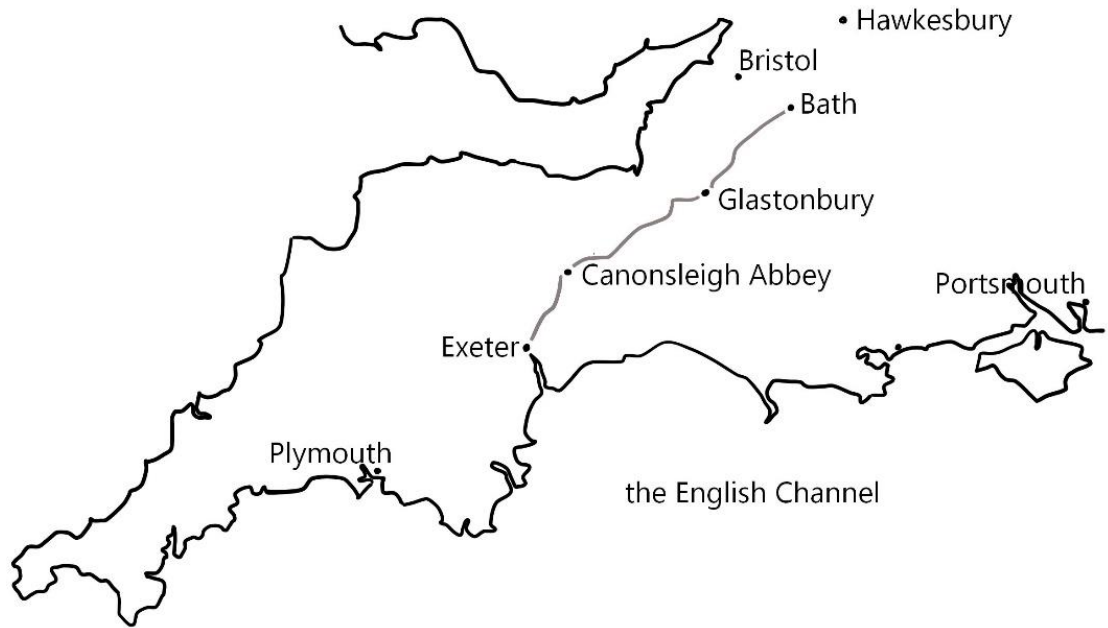 Hawkesbury
Bristol
Bath
Glastonbury
Canonsleigh Abbey
Portsmouth
Exeter
Plymouth
the English Channel